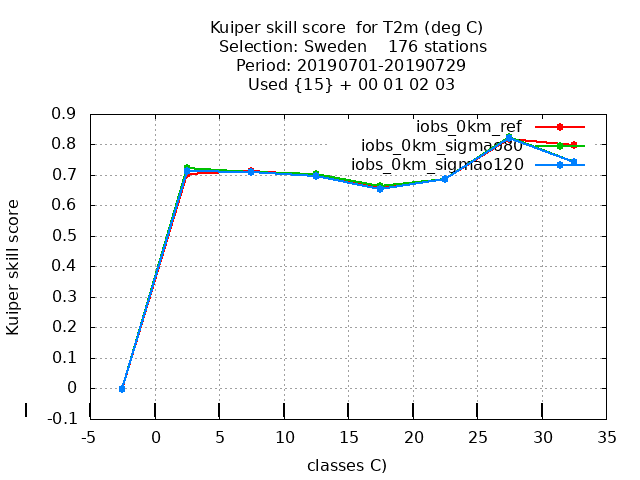 Kuiper skill score  for T2m (deg C)
Selection: Sweden    176 stations
Period: 20190701-20190729
Used {15} + 00 01 02 03
iobs_0km_ref
iobs_0km_sigmao80
iobs_0km_sigmao120
Kuiper skill score
0.9
0.8
0.7
0.6
0.5
0.4
0.3
0.2
0.1
0
-0.1
-5 0 5 10 15 20 25 30 35
classes C)